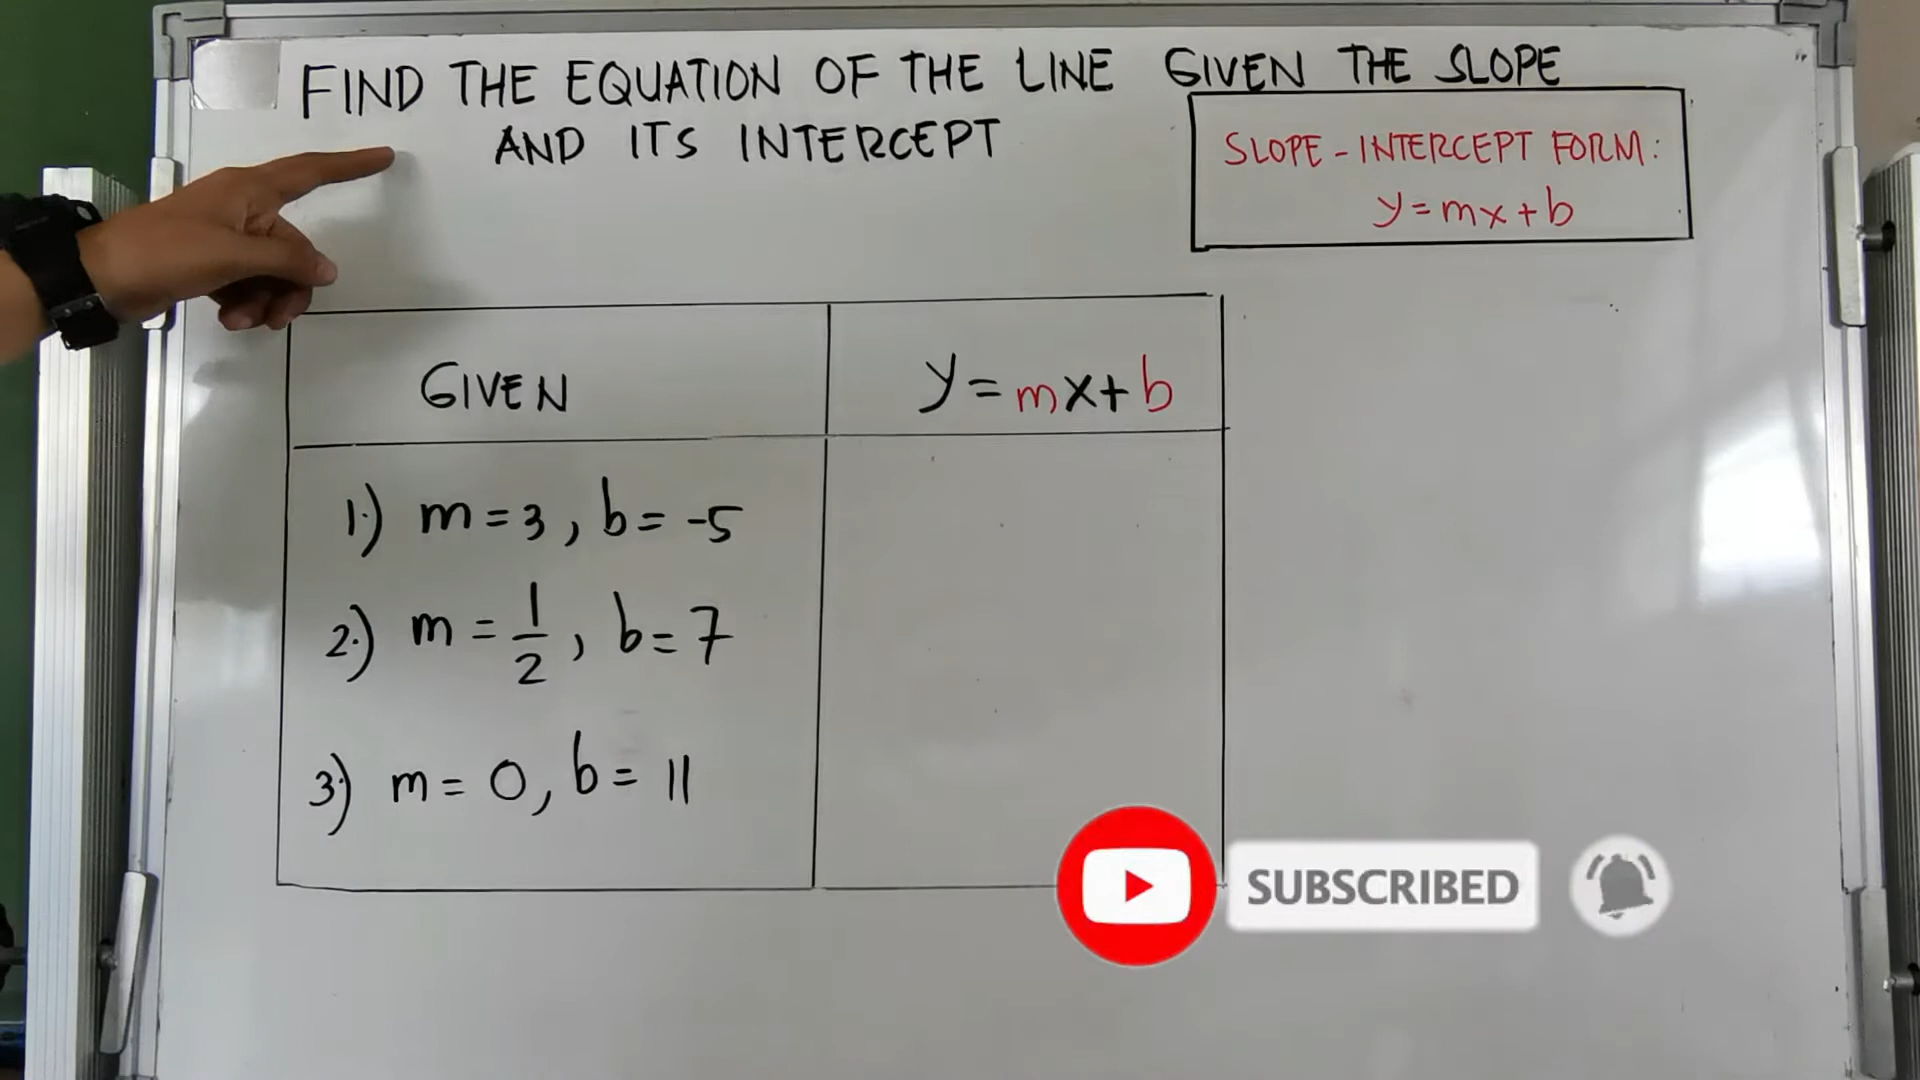 FIND THE EQUATION OF THE LINE GIVEN THE SLOPE
AND ITS INTERCEPT
SLOPE - INTERCEPT FORM:
y = mx + b
GIVEN
y = mx + b
1.) m = 3, b = -5
2.) m = 1/2, b = 7
3.) m = 0, b = 11
SUBSCRIBED